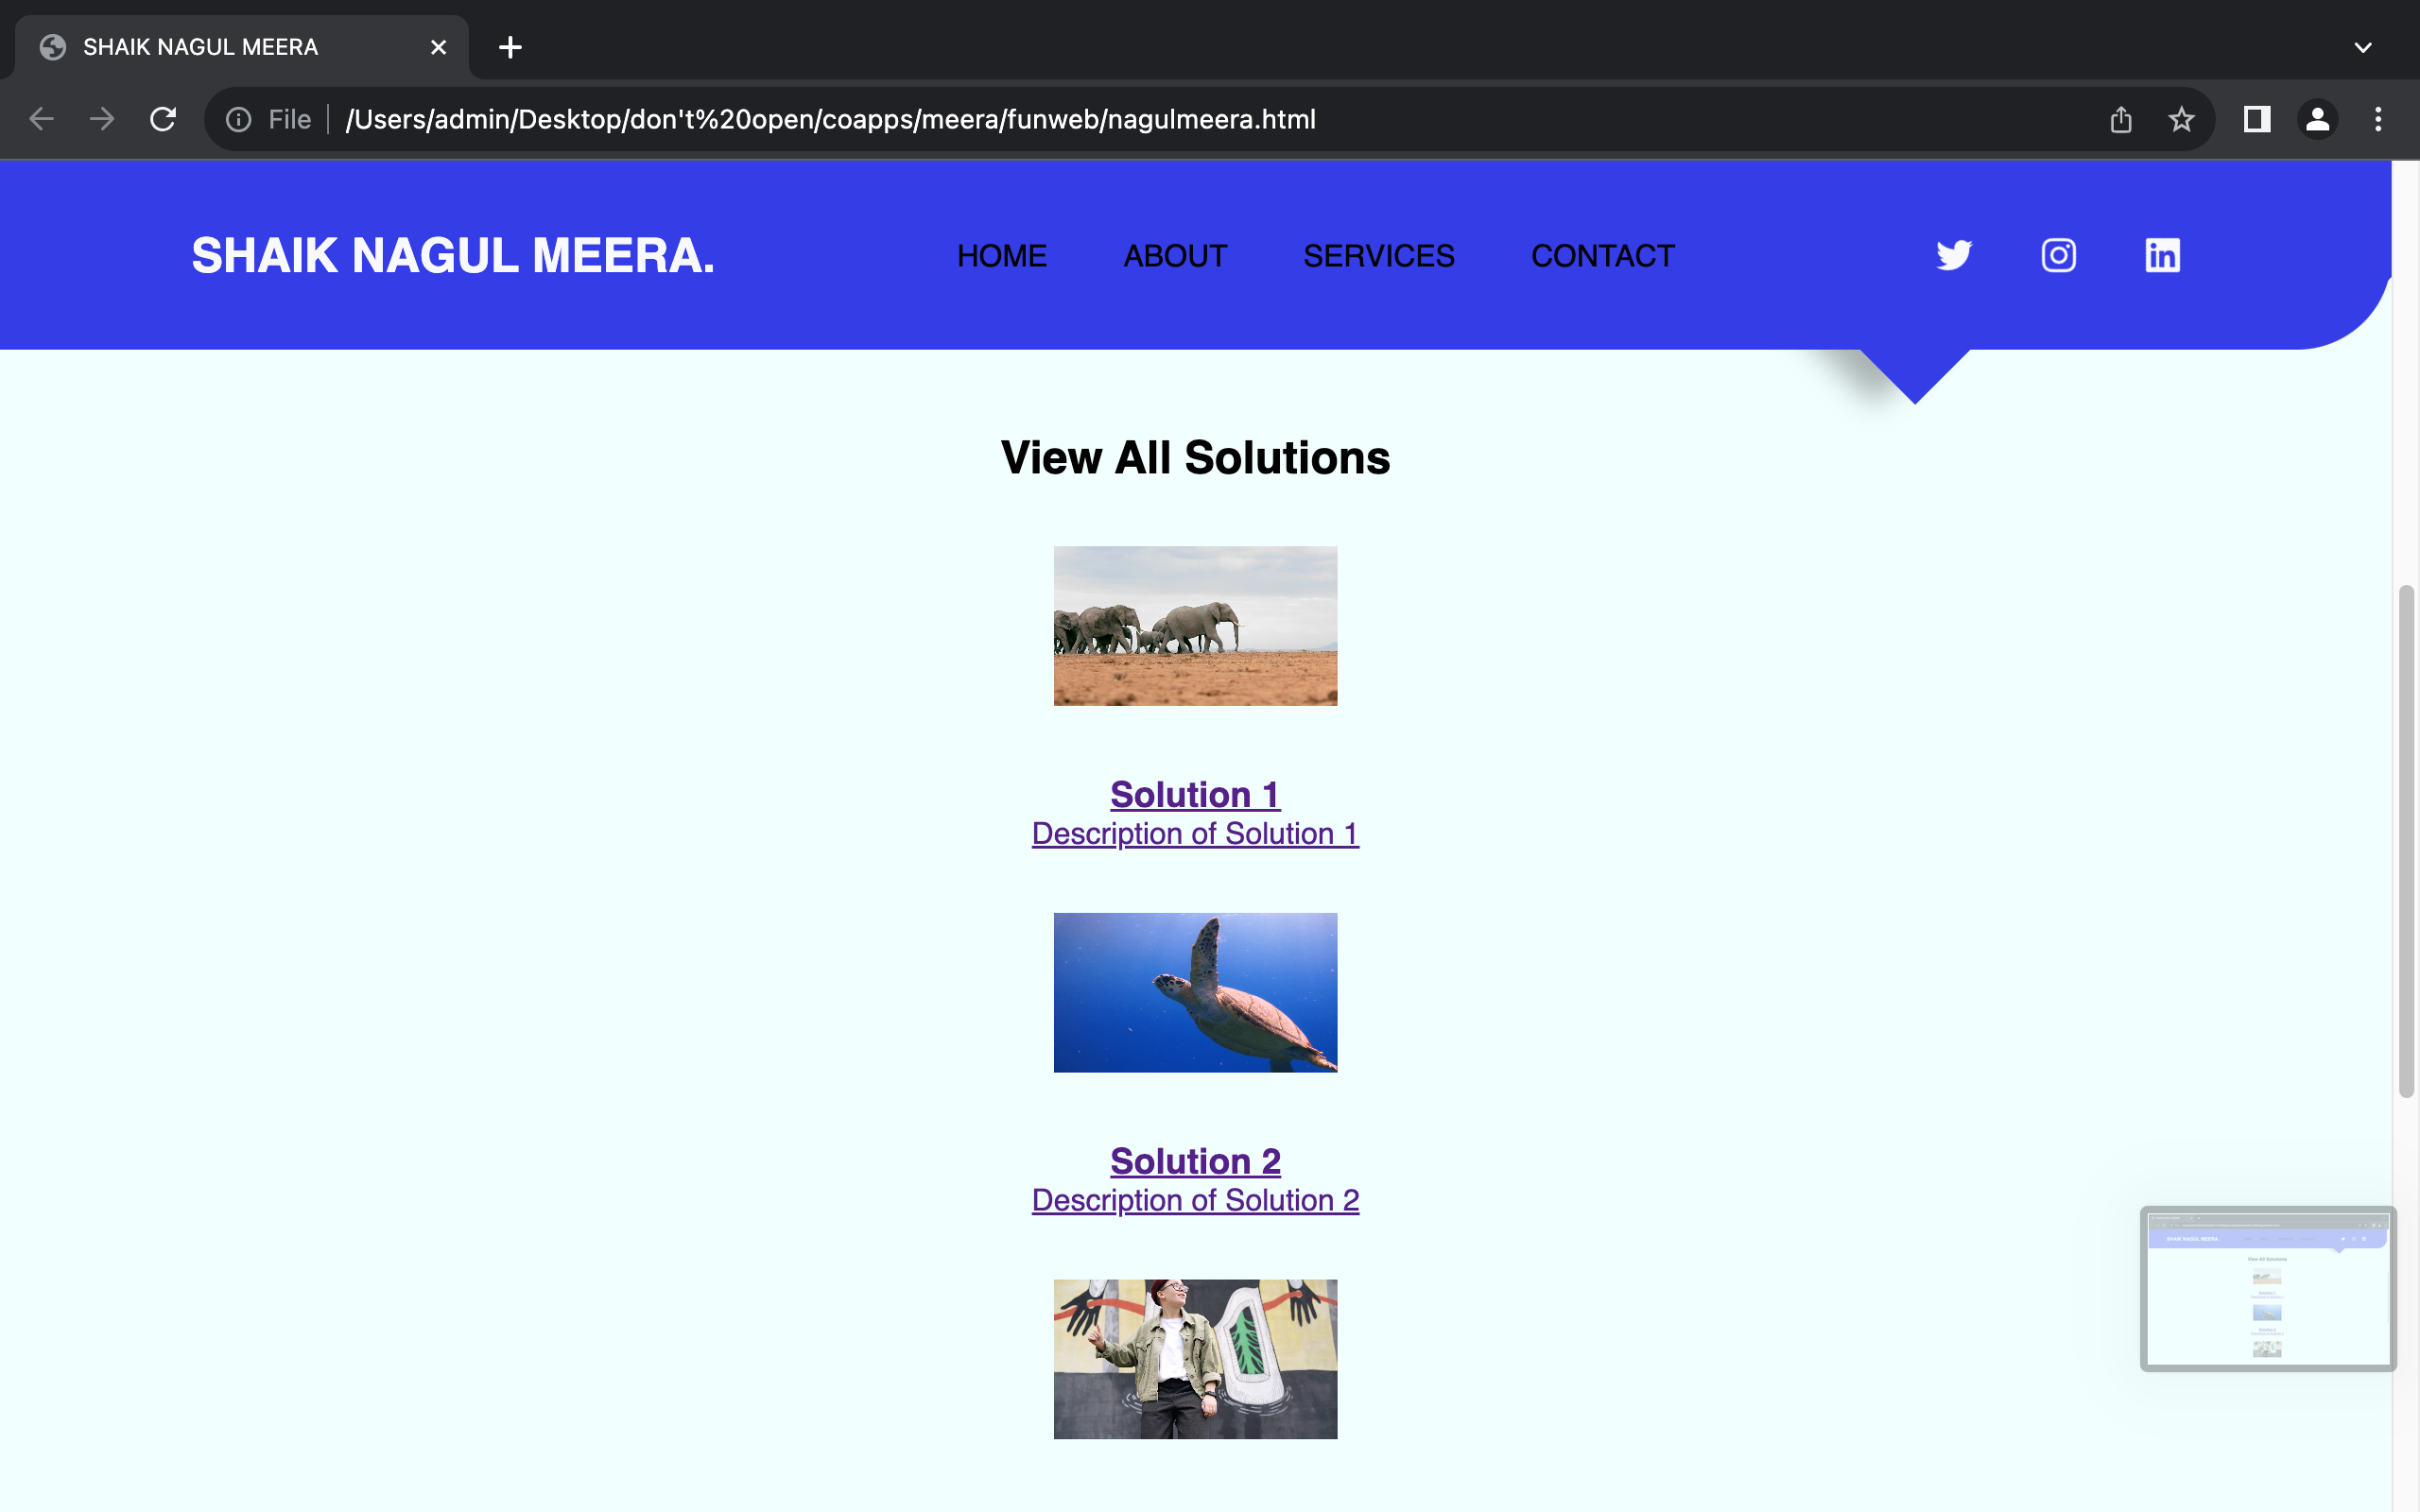 SHAIK NAGUL MEERA
File /Users/admin/Desktop/don't%20open/coapps/meera/funweb/nagulmeera.html
SHAIK NAGUL MEERA. HOME ABOUT SERVICES CONTACT
View All Solutions
Solution 1
Description of Solution 1
Solution 2
Description of Solution 2